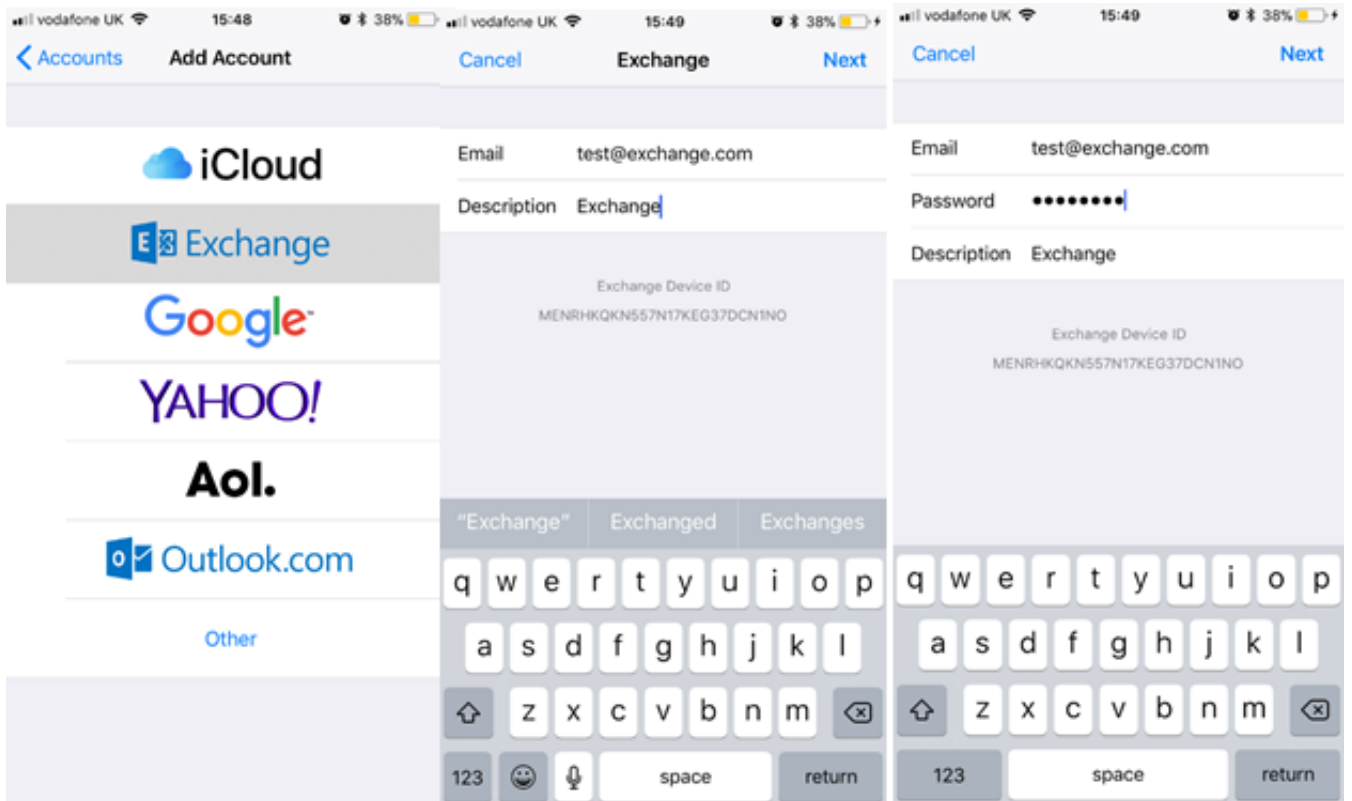 vodafone UK 15:48 38%
Accounts Add Account
iCloud
Exchange
Google
YAHOO!
Aol.
Outlook.com
Other
vodafone UK 15:49 38%
Cancel Exchange Next
Email test@exchange.com
Description Exchange
Exchange Device ID
MENRHKQKN557N17KEG37DCN1NO
"Exchange" Exchanged Exchanges
q w e r t y u i o p
a s d f g h j k l
z x c v b n m
123 space return
vodafone UK 15:49 38%
Cancel Next
Email test@exchange.com
Password ••••••••
Description Exchange
Exchange Device ID
MENRHKQKN557N17KEG37DCN1NO
q w e r t y u i o p
a s d f g h j k l
z x c v b n m
123 space return